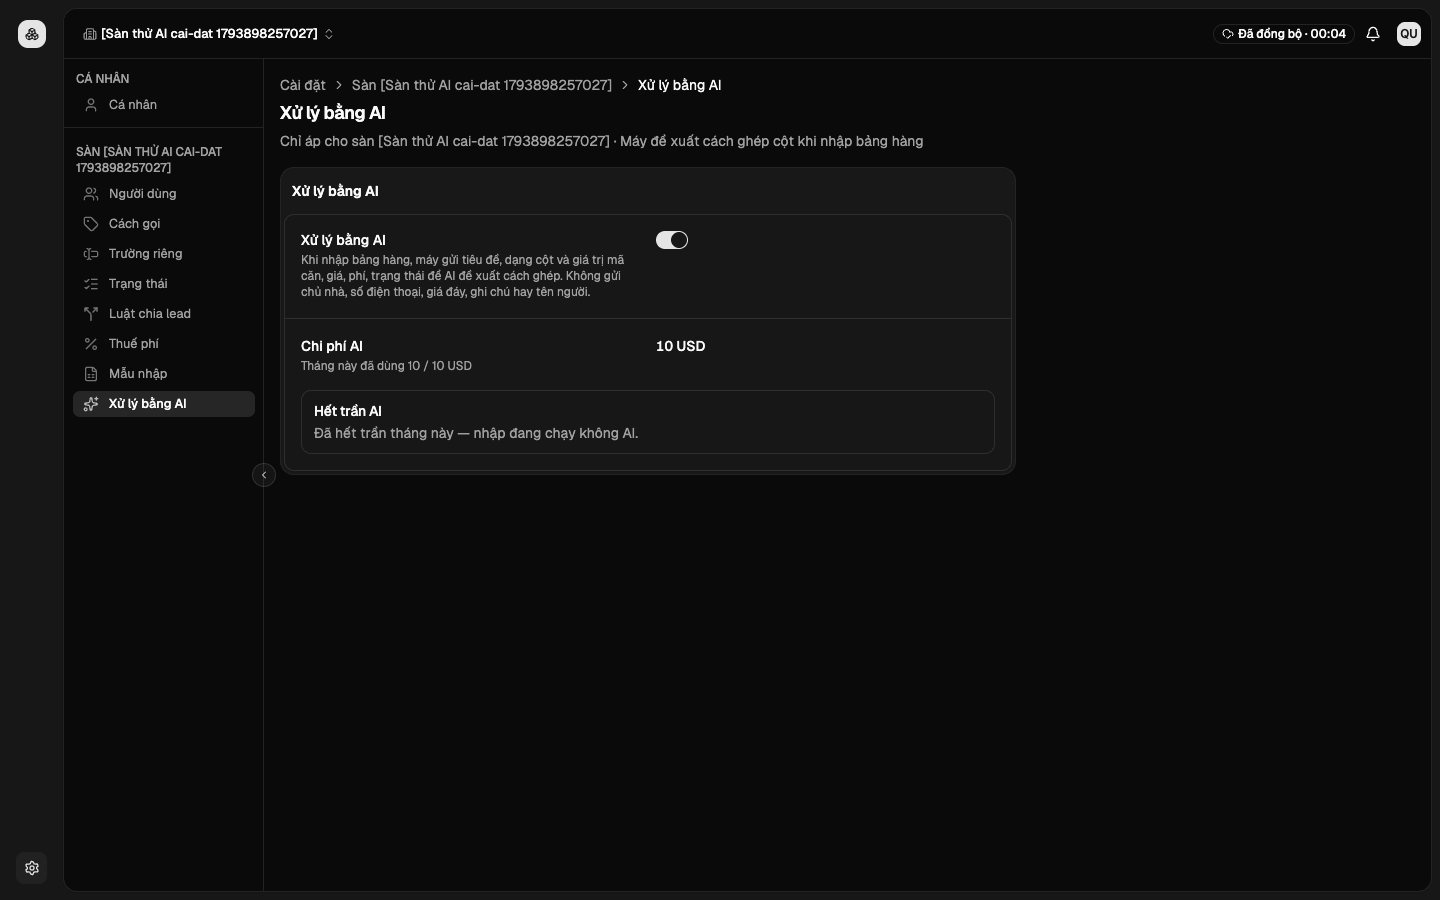 [Sàn thử AI cai-dat 1793898257027]
Đã đồng bộ · 00:04
QU
CÁ NHÂN
Cá nhân
SÀN [SÀN THỬ AI CAI-DAT
1793898257027]
Người dùng
Cách gọi
Trường riêng
Trạng thái
Luật chia lead
Thuế phí
Mẫu nhập
Xử lý bằng AI
Cài đặt > Sàn [Sàn thử AI cai-dat 1793898257027] > Xử lý bằng AI
Xử lý bằng AI
Chỉ áp cho sàn [Sàn thử AI cai-dat 1793898257027] · Máy đề xuất cách ghép cột khi nhập bảng hàng
Xử lý bằng AI
Xử lý bằng AI
Khi nhập bảng hàng, máy gửi tiêu đề, dạng cột và giá trị mã
căn, giá, phí, trạng thái để AI đề xuất cách ghép. Không gửi
chủ nhà, số điện thoại, giá đáy, ghi chú hay tên người.
Chi phí AI
10 USD
Tháng này đã dùng 10 / 10 USD
Hết trần AI
Đã hết trần tháng này — nhập đang chạy không AI.